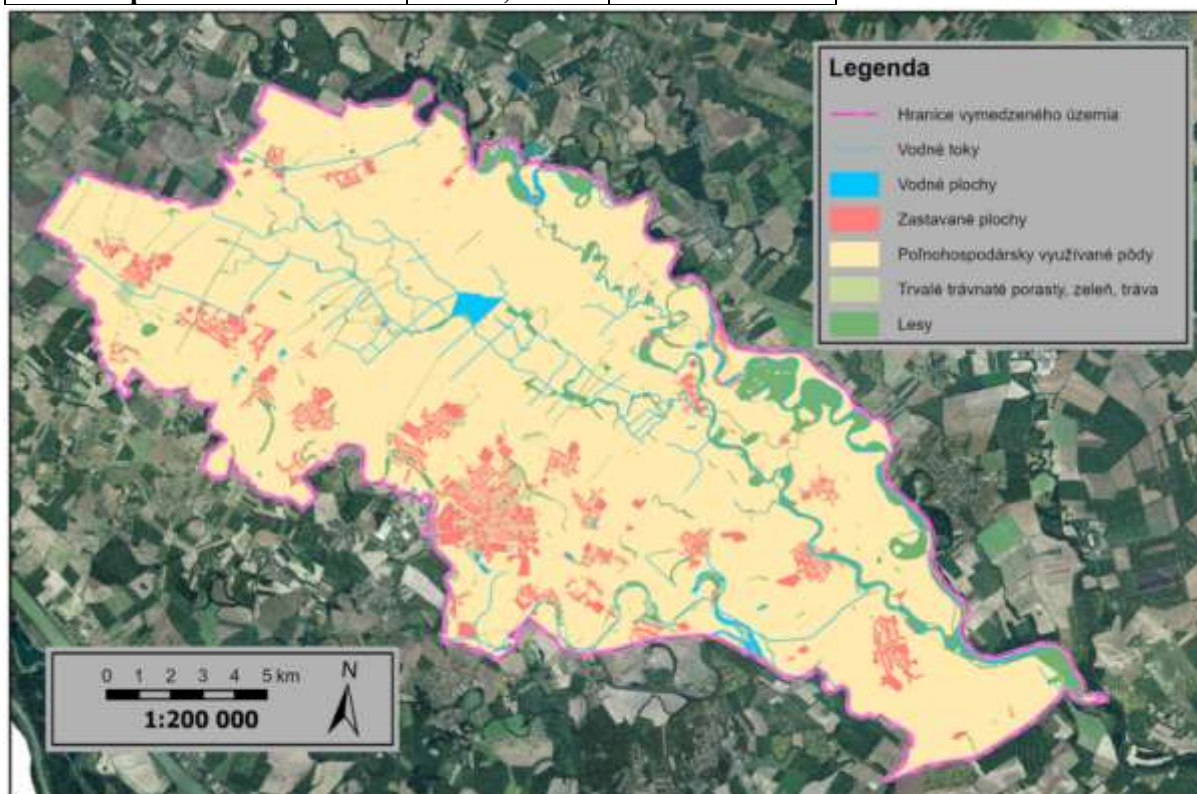 Legenda
Hranice vymedzeného územia
Vodné toky
Vodné plochy
Zastavané plochy
Poľnohospodársky využívané pôdy
Trvalé trávnaté porasty, zeleň, tráva
Lesy
0 1 2 3 4 5 km
N
1:200 000